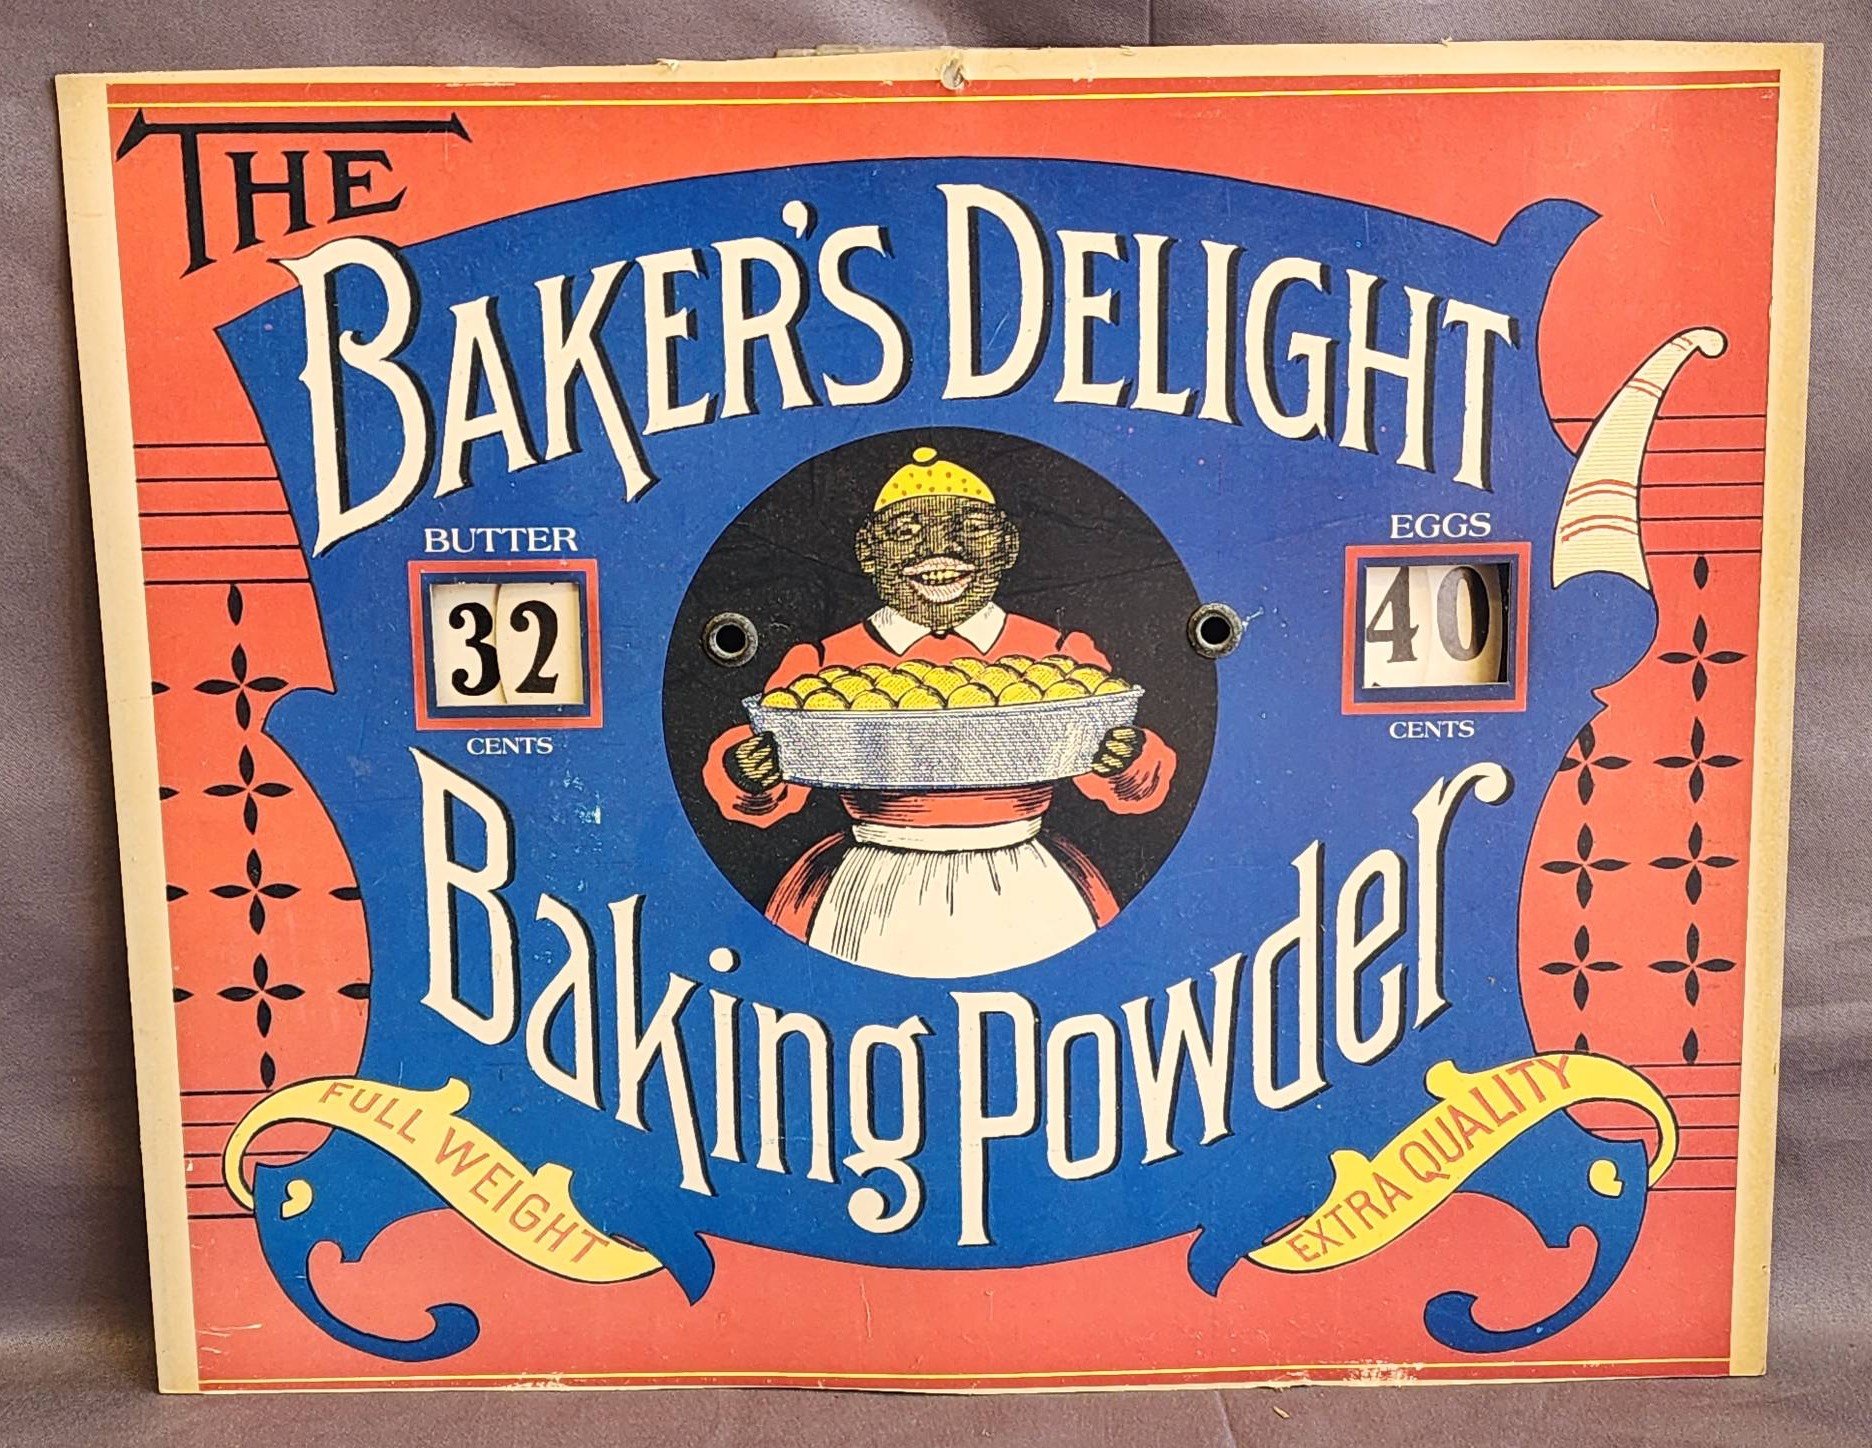 THE
BAKER'S DELIGHT
BUTTER
32
CENTS
EGGS
40
CENTS
Baking Powder
FULL WEIGHT
EXTRA QUALITY